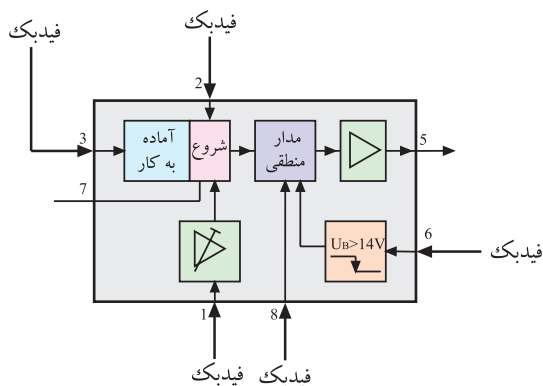 فیدبک
فیدبک
2
3
آماده
به کار
شروع
مدار
منطقی
5
7
UB>14V
6
فیدبک
1
8
فیدبک
فیدبک